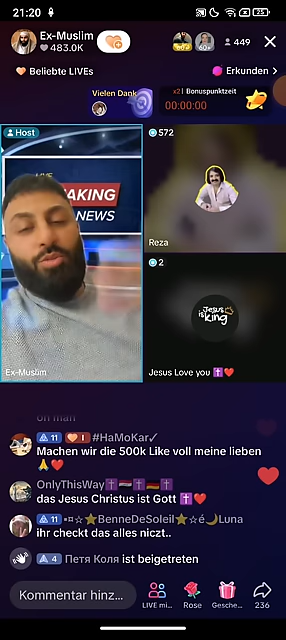 21:20
25
Ex-Muslim
483.0K
449
Beliebte LIVEs
Erkunden >
Vielen Dank
x2 | Bonuspunktzeit
00:00:00
Host
572
AKING
NEWS
Reza
2
Jesus
is
King
Ex-Muslim
Jesus Love you ✝️❤️
11 1 #HaMoKar✓
Machen wir die 500k Like voll meine lieben
🙏❤️
OnlyThisWay✝️🇪🇬✝️🇩🇪✝️
das Jesus Christus ist Gott ✝️❤️
11 •¤☆⭐BenneDeSoleil⭐☆é🌙Luna
ihr checkt das alles niczt..
4 Петя Коля ist beigetreten
Kommentar hinz...
LIVE mi...
Rose
Gesche...
236